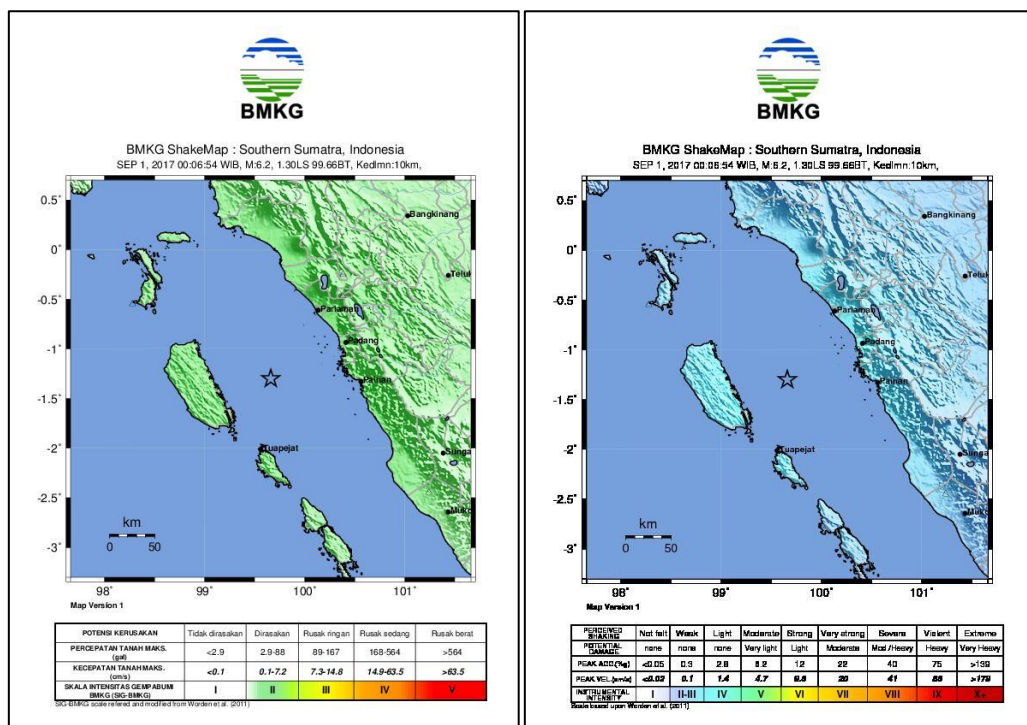 BMKG
BMKG ShakeMap : Southern Sumatra, Indonesia
SEP 1, 2017 00:06:54 WIB, M:6.2, 1.30LS 99.66BT, Kedlmn:10km,
0.5°
0°
-0.5°
-1°
-1.5°
-2°
-2.5°
-3°
Bangkinang
Teluk
Pariaman
Padang
Painan
Tuapejat
Sunga
Muko
km
0 50
98° 99° 100° 101°
Map Version 1
POTENSI KERUSAKAN Tidak dirasakan Dirasakan Rusak ringan Rusak sedang Rusak berat
PERCEPATAN TANAH MAKS. (gal) <2.9 2.9-88 89-167 168-564 >564
KECEPATAN TANAH MAKS. (cm/s) <0.1 0.1-7.2 7.3-14.8 14.9-63.5 >63.5
SKALA INTENSITAS GEMPABUMI BMKG (SIG-BMKG) I II III IV V
SIG-BMKG scale refered and modified from Worden et al. (2011)
BMKG
BMKG ShakeMap : Southern Sumatra, Indonesia
SEP 1, 2017 00:06:54 WIB, M:6.2, 1.30LS 99.66BT, Kedlmn:10km,
0.5°
0°
-0.5°
-1°
-1.5°
-2°
-2.5°
-3°
Bangkinang
Teluk
Pariaman
Padang
Painan
Tuapejat
Sunga
Muko
km
0 50
98° 99° 100° 101°
Map Version 1
PERCEIVED SHAKING Not felt Weak Light Moderate Strong Very strong Severe Violent Extreme
POTENTIAL DAMAGE none none none Very light Light Moderate Mod./Heavy Heavy Very Heavy
PEAK ACC.(%g) <0.05 0.3 2.8 6.2 12 22 40 75 >139
PEAK VEL.(cm/s) <0.02 0.1 1.4 4.7 9.6 20 41 86 >178
INSTRUMENTAL INTENSITY I II-III IV V VI VII VIII IX X+
Scale based upon Worden et al. (2011)